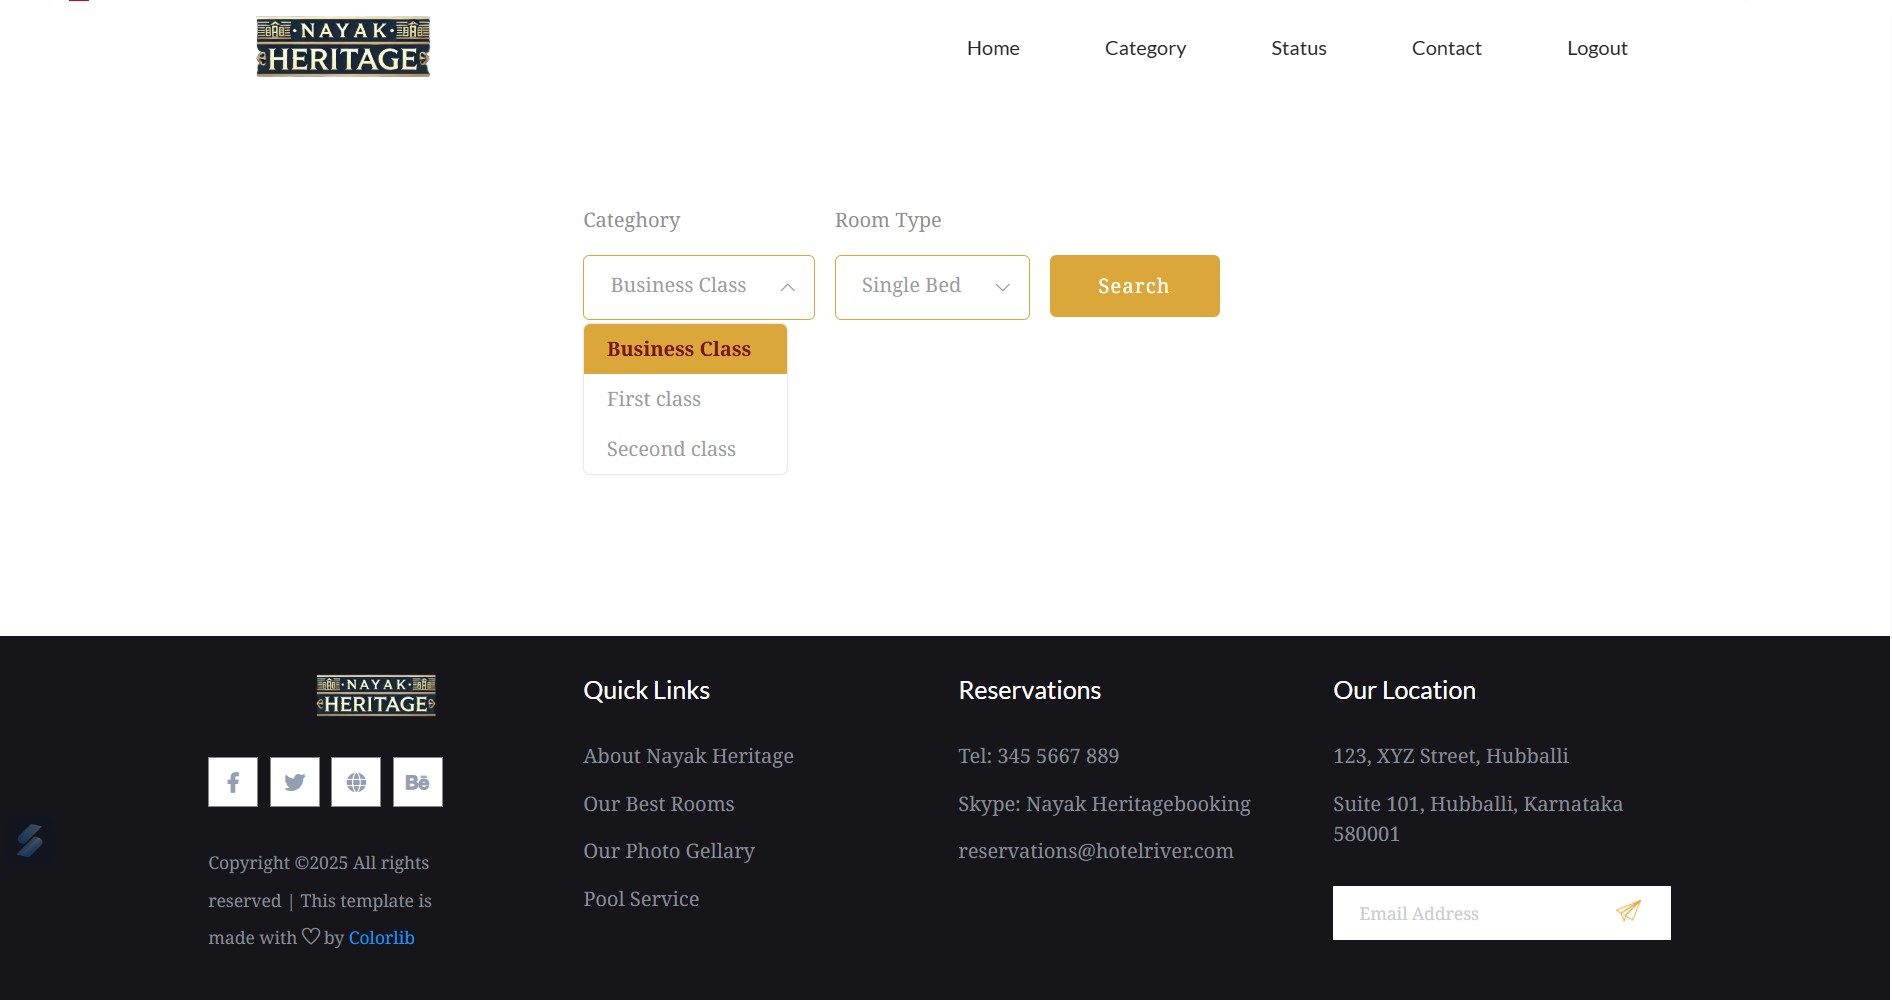 · NAYAK ·
HERITAGE
Home
Category
Status
Contact
Logout
Categhory
Room Type
Business Class
Single Bed
Search
Business Class
First class
Seceond class
· NAYAK ·
HERITAGE
Copyright ©2025 All rights
reserved | This template is
made with ♡ by Colorlib
Quick Links
About Nayak Heritage
Our Best Rooms
Our Photo Gellary
Pool Service
Reservations
Tel: 345 5667 889
Skype: Nayak Heritagebooking
reservations@hotelriver.com
Our Location
123, XYZ Street, Hubballi
Suite 101, Hubballi, Karnataka
580001
Email Address
Bē